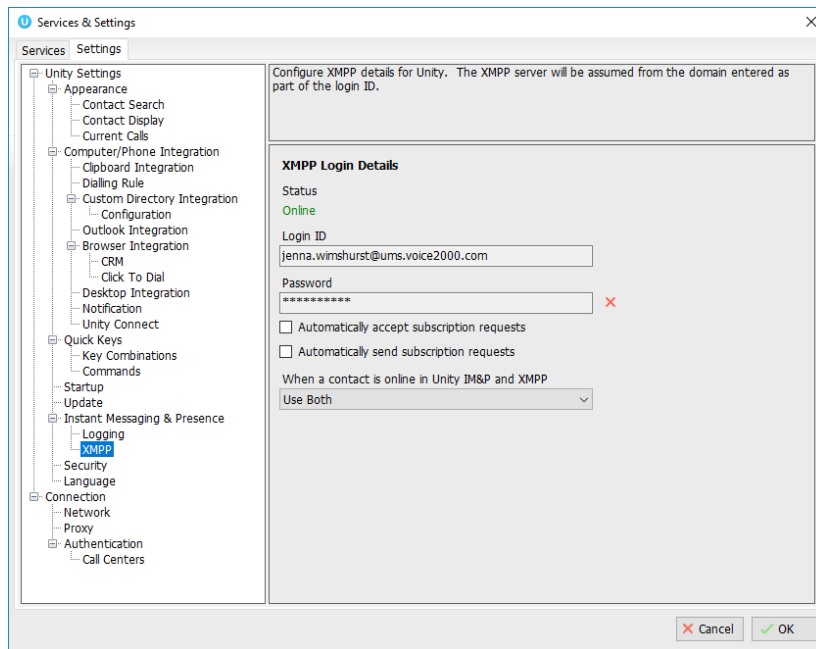 Services & Settings
Services Settings
Unity Settings
Appearance
Contact Search
Contact Display
Current Calls
Computer/Phone Integration
Clipboard Integration
Dialling Rule
Custom Directory Integration
Configuration
Outlook Integration
Browser Integration
CRM
Click To Dial
Desktop Integration
Notification
Unity Connect
Quick Keys
Key Combinations
Commands
Startup
Update
Instant Messaging & Presence
Logging
XMPP
Security
Language
Connection
Network
Proxy
Authentication
Call Centers
Configure XMPP details for Unity. The XMPP server will be assumed from the domain entered as
part of the login ID.
XMPP Login Details
Status
Online
Login ID
jenna.wimshurst@ums.voice2000.com
Password
**********
Automatically accept subscription requests
Automatically send subscription requests
When a contact is online in Unity IM&P and XMPP
Use Both
Cancel OK